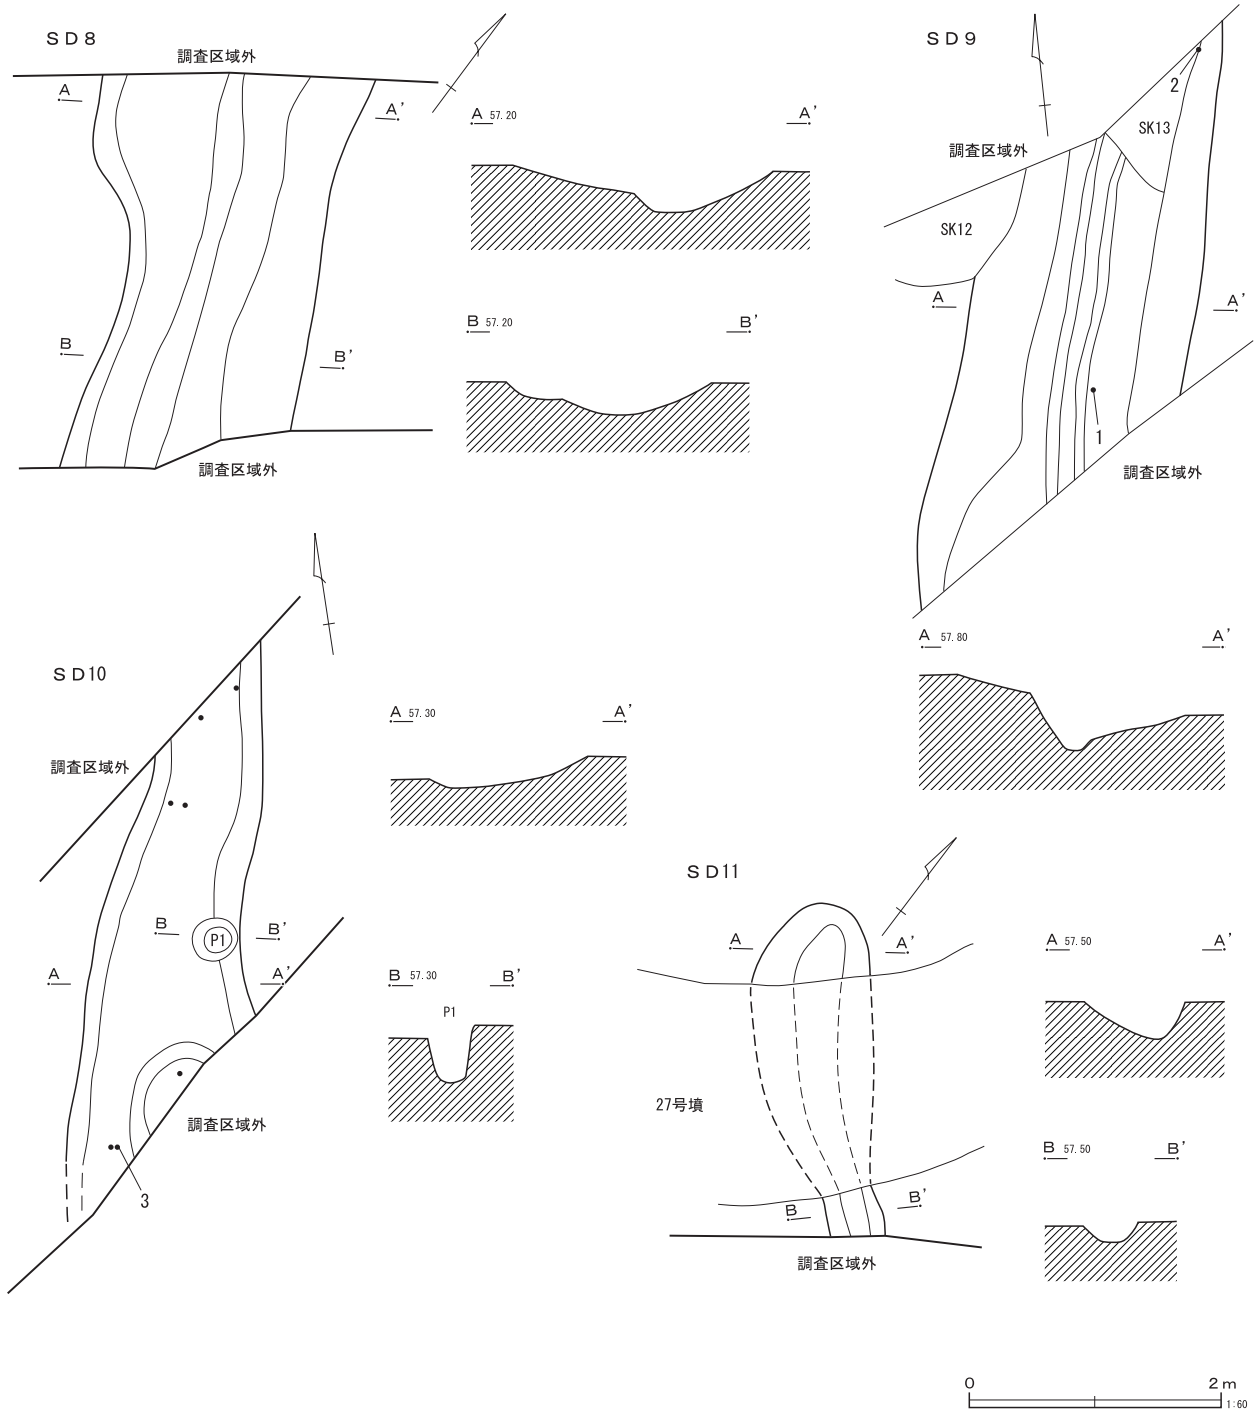 SD8
調査区域外
A
A'
B
B'
調査区域外
A 57.20 A'
B 57.20 B'
SD9
2
SK13
調査区域外
SK12
A
A'
1
調査区域外
A 57.80 A'
SD10
調査区域外
B
P1
B'
A
A'
調査区域外
3
A 57.30 A'
B 57.30 B'
P1
SD11
A
A'
27号墳
B
B'
調査区域外
A 57.50 A'
B 57.50 B'
0 2m
1:60